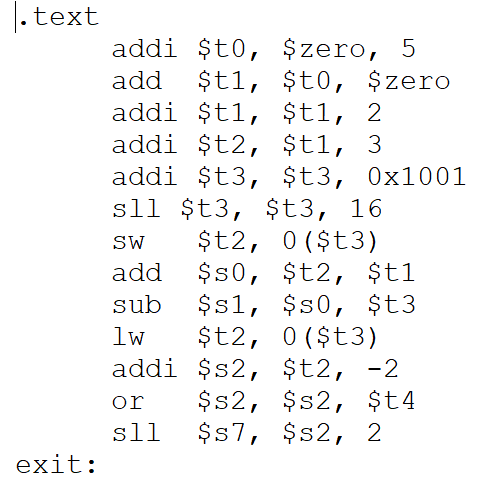 .text
addi $t0, $zero, 5
add $t1, $t0, $zero
addi $t1, $t1, 2
addi $t2, $t1, 3
addi $t3, $t3, 0x1001
sll $t3, $t3, 16
sw $t2, 0($t3)
add $s0, $t2, $t1
sub $s1, $s0, $t3
lw $t2, 0($t3)
addi $s2, $t2, -2
or $s2, $s2, $t4
sll $s7, $s2, 2
exit: